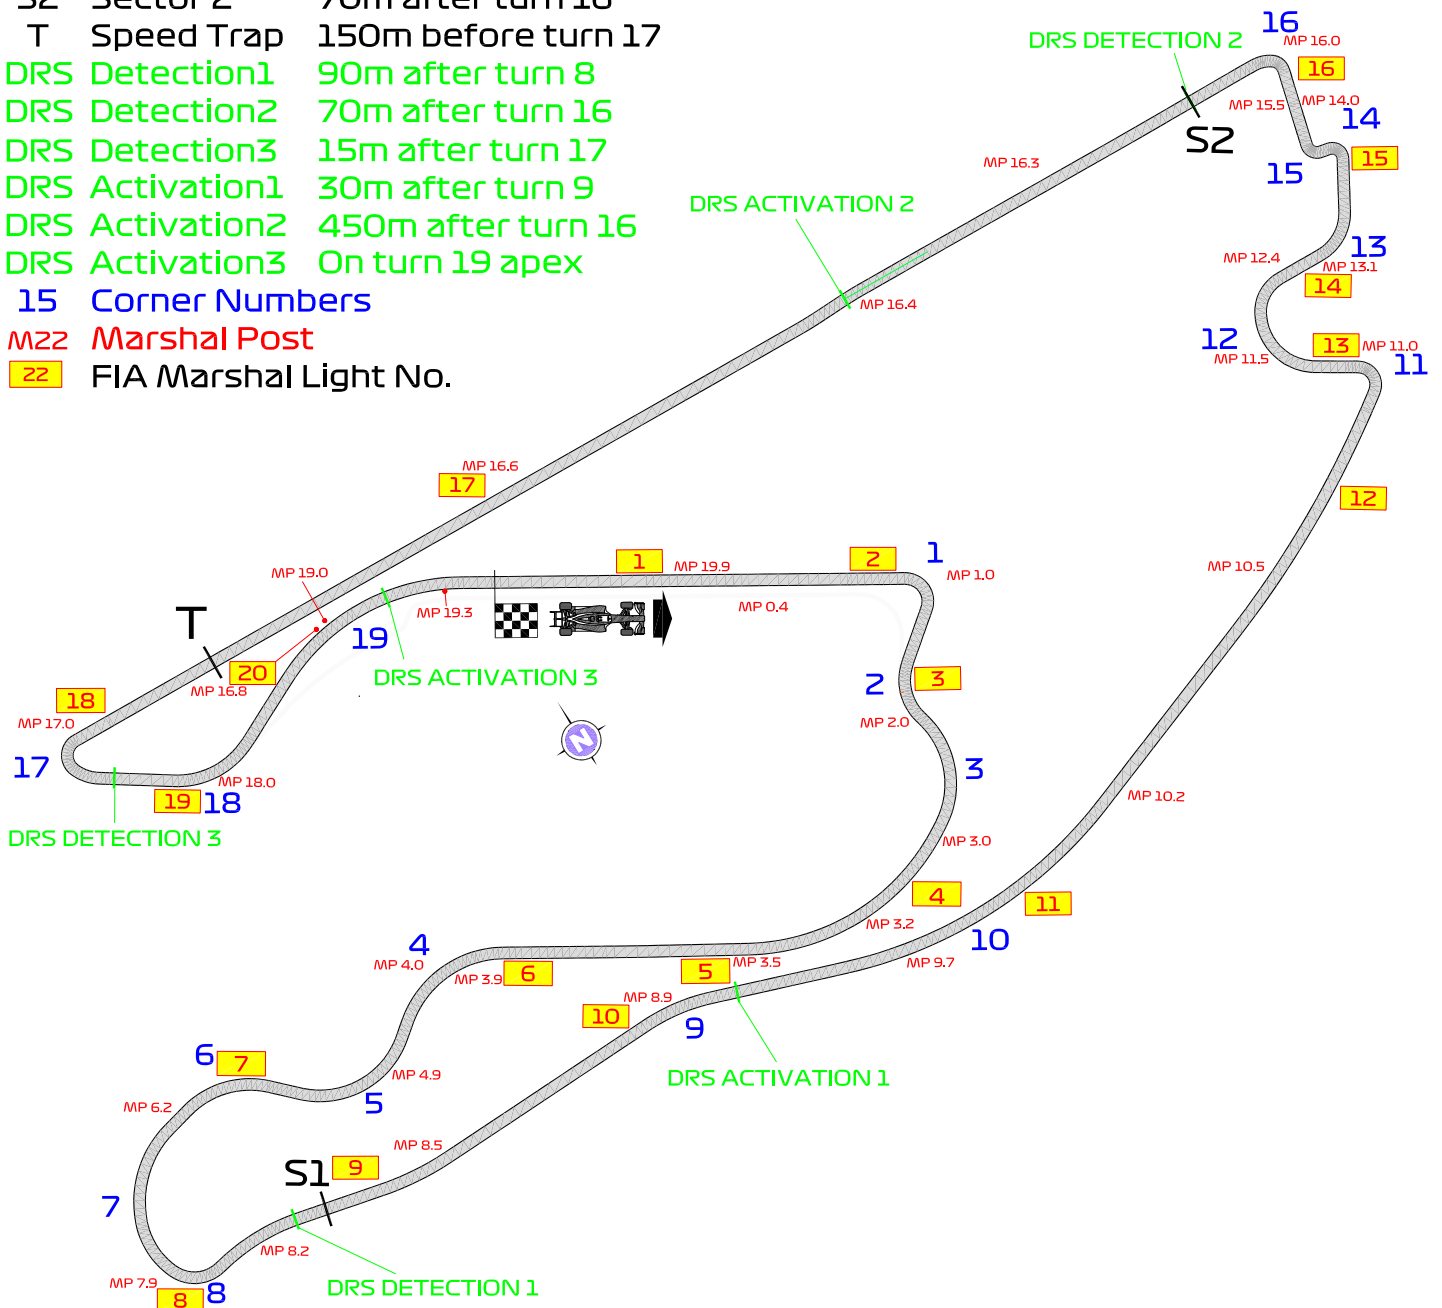 S2 Sector 2 70m after turn 16
T Speed Trap 150m before turn 17
DRS Detection1 90m after turn 8
DRS Detection2 70m after turn 16
DRS Detection3 15m after turn 17
DRS Activation1 30m after turn 9
DRS Activation2 450m after turn 16
DRS Activation3 On turn 19 apex
15 Corner Numbers
M22 Marshal Post
22 FIA Marshal Light No.
16
MP 16.0
DRS DETECTION 2
16
MP 15.5
MP 14.0
14
S2
15
15
MP 16.3
DRS ACTIVATION 2
13
MP 12.4
MP 13.1
14
MP 16.4
12
13
MP 11.0
MP 11.5
11
MP 16.6
17
12
1
2
1
MP 19.9
MP 10.5
MP 19.0
MP 1.0
MP 19.3
MP 0.4
T
19
20
DRS ACTIVATION 3
3
2
MP 16.8
18
MP 17.0
MP 2.0
N
17
3
MP 18.0
19
18
MP 10.2
DRS DETECTION 3
MP 3.0
4
11
MP 3.2
10
4
MP 4.0
MP 3.5
MP 9.7
MP 3.9
6
5
MP 8.9
10
9
6
7
MP 4.9
DRS ACTIVATION 1
5
MP 6.2
MP 8.5
S1
9
7
MP 8.2
MP 7.9
8
8
DRS DETECTION 1